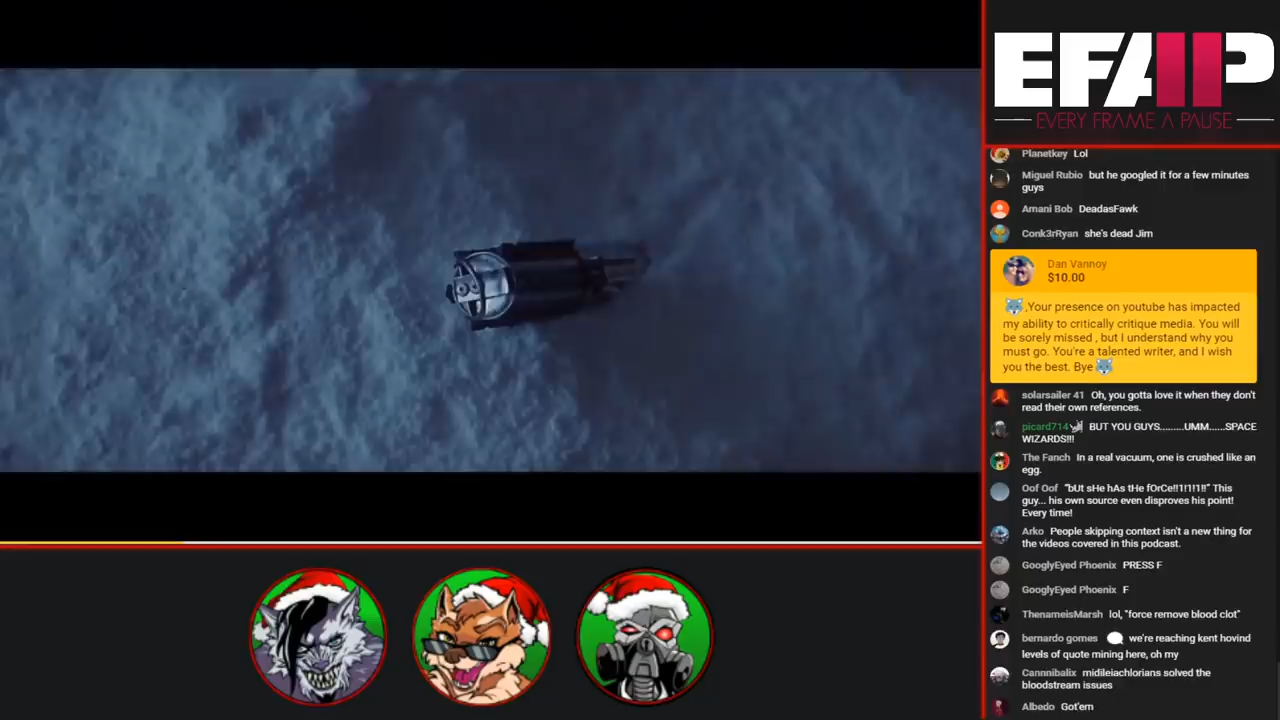 EFAP
EVERY FRAME A PAUSE
Planetkey Lol
Miguel Rubio but he googled it for a few minutes
guys
Amani Bob DeadasFawk
Conk3rRyan she's dead Jim
Dan Vannoy
$10.00
,Your presence on youtube has impacted
my ability to critically critique media. You will
be sorely missed , but I understand why you
must go. You're a talented writer, and I wish
you the best. Bye
solarsailer 41 Oh, you gotta love it when they don't
read their own references.
picard714 BUT YOU GUYS.........UMM......SPACE
WIZARDS!!!
The Fanch In a real vacuum, one is crushed like an
egg.
Oof Oof “bUt sHe hAs tHe fOrCe!!1!1!1!!” This
guy... his own source even disproves his point!
Every time!
Arko People skipping context isn't a new thing for
the videos covered in this podcast.
GooglyEyed Phoenix PRESS F
GooglyEyed Phoenix F
ThenameisMarsh lol, "force remove blood clot"
bernardo gomes we're reaching kent hovind
levels of quote mining here, oh my
Cannnibalix midileiachlorians solved the
bloodstream issues
Albedo Got'em